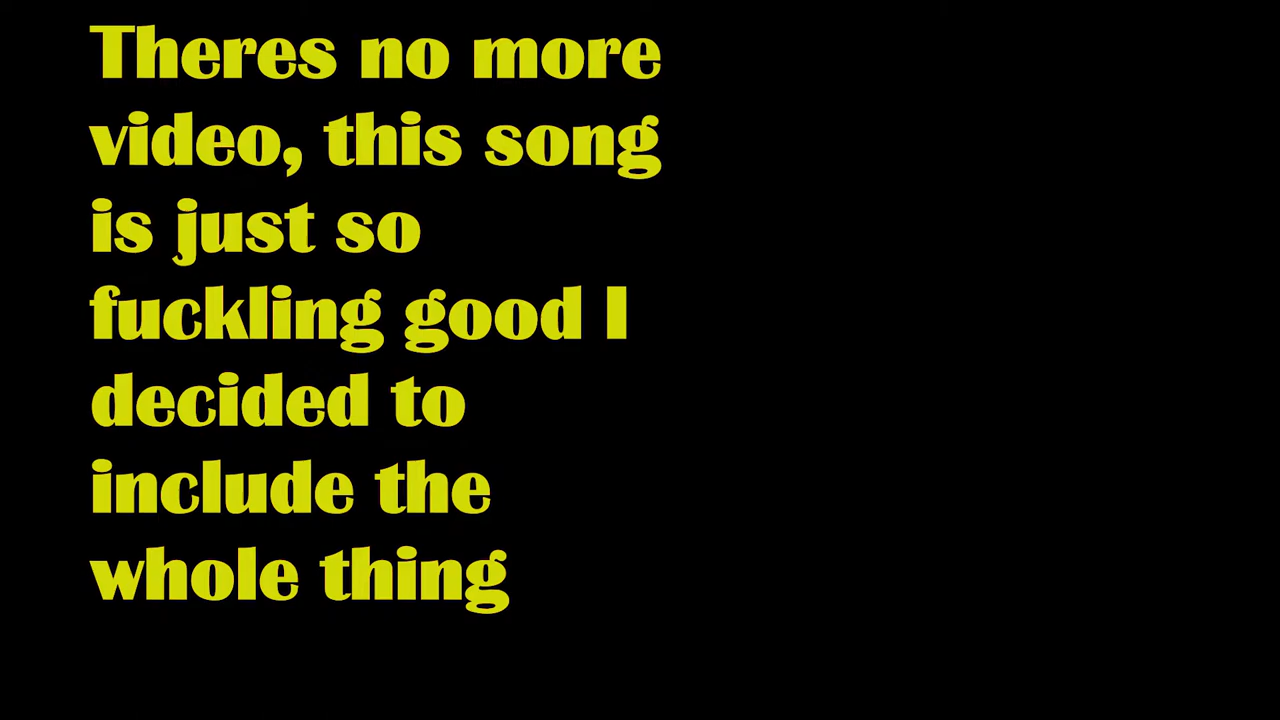 Theres no more
video, this song
is just so
fuckling good I
decided to
include the
whole thing